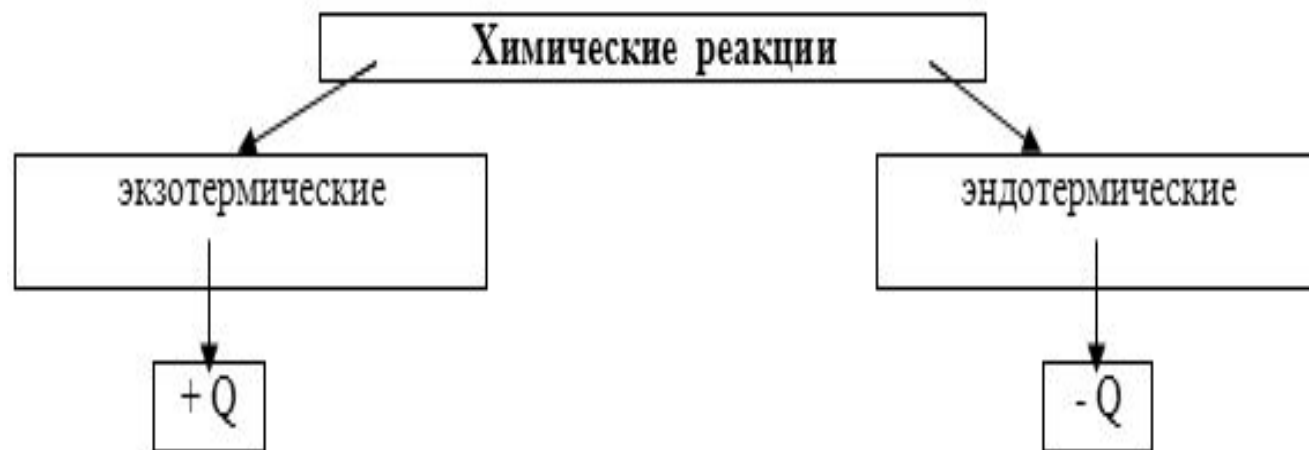 Химические реакции
экзотермические
эндотермические
+ Q
- Q